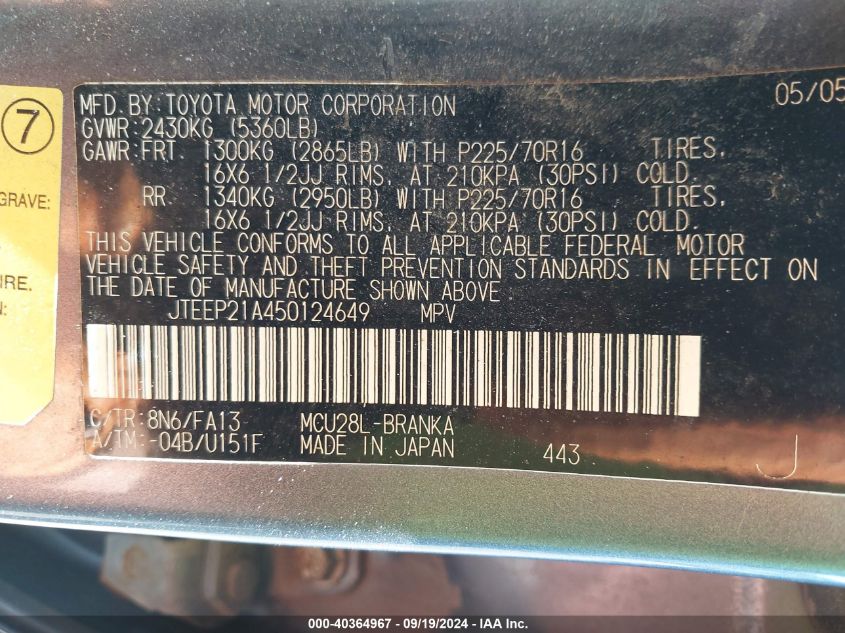 7
GRAVE:
IRE.
N:
05/05
MFD.BY:TOYOTA MOTOR CORPORATION
GVWR:2430KG (5360LB)
GAWR:FRT 1300KG (2865LB) WITH P225/70R16 TIRES,
16X6 1/2JJ RIMS, AT 210KPA (30PSI) COLD.
RR 1340KG (2950LB) WITH P225/70R16 TIRES,
16X6 1/2JJ RIMS, AT 210KPA (30PSI) COLD.
THIS VEHICLE CONFORMS TO ALL APPLICABLE FEDERAL MOTOR
VEHICLE SAFETY AND THEFT PREVENTION STANDARDS IN EFFECT ON
THE DATE OF MANUFACTURE SHOWN ABOVE
JTEEP21A450124649 MPV
C/TR:8N6/FA13 MCU28L-BRANKA
A/TM:-04B/U151F MADE IN JAPAN 443 J
000-40364967 - 09/19/2024 - IAA Inc.